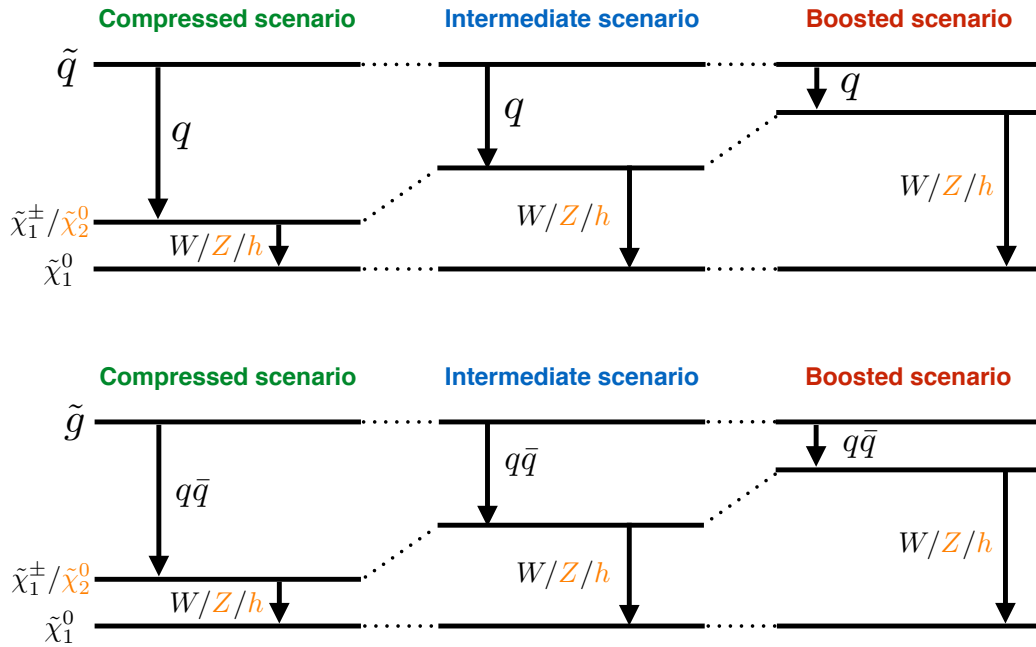 Compressed scenario Intermediate scenario Boosted scenario
q̃
q q q
χ̃₁±/χ̃₂⁰
W/Z/h W/Z/h W/Z/h
χ̃₁⁰
Compressed scenario Intermediate scenario Boosted scenario
g̃
qq̄ qq̄ qq̄
χ̃₁±/χ̃₂⁰
W/Z/h W/Z/h W/Z/h
χ̃₁⁰